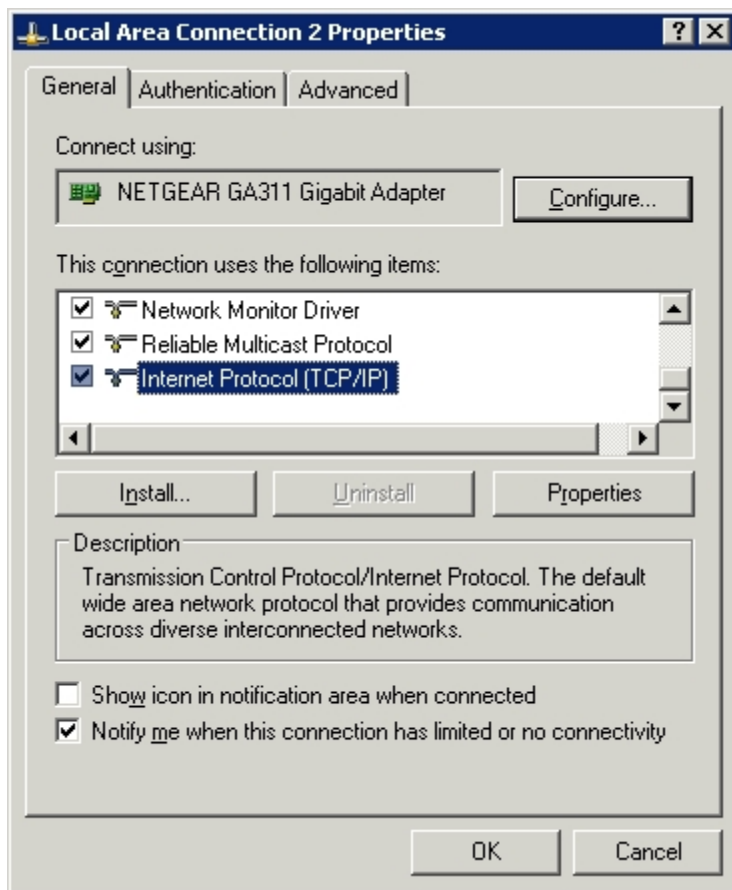 Local Area Connection 2 Properties
General
Authentication
Advanced
Connect using:
NETGEAR GA311 Gigabit Adapter
Configure...
This connection uses the following items:
Network Monitor Driver
Reliable Multicast Protocol
Internet Protocol (TCP/IP)
Install...
Uninstall
Properties
Description
Transmission Control Protocol/Internet Protocol. The default
wide area network protocol that provides communication
across diverse interconnected networks.
Show icon in notification area when connected
Notify me when this connection has limited or no connectivity
OK
Cancel